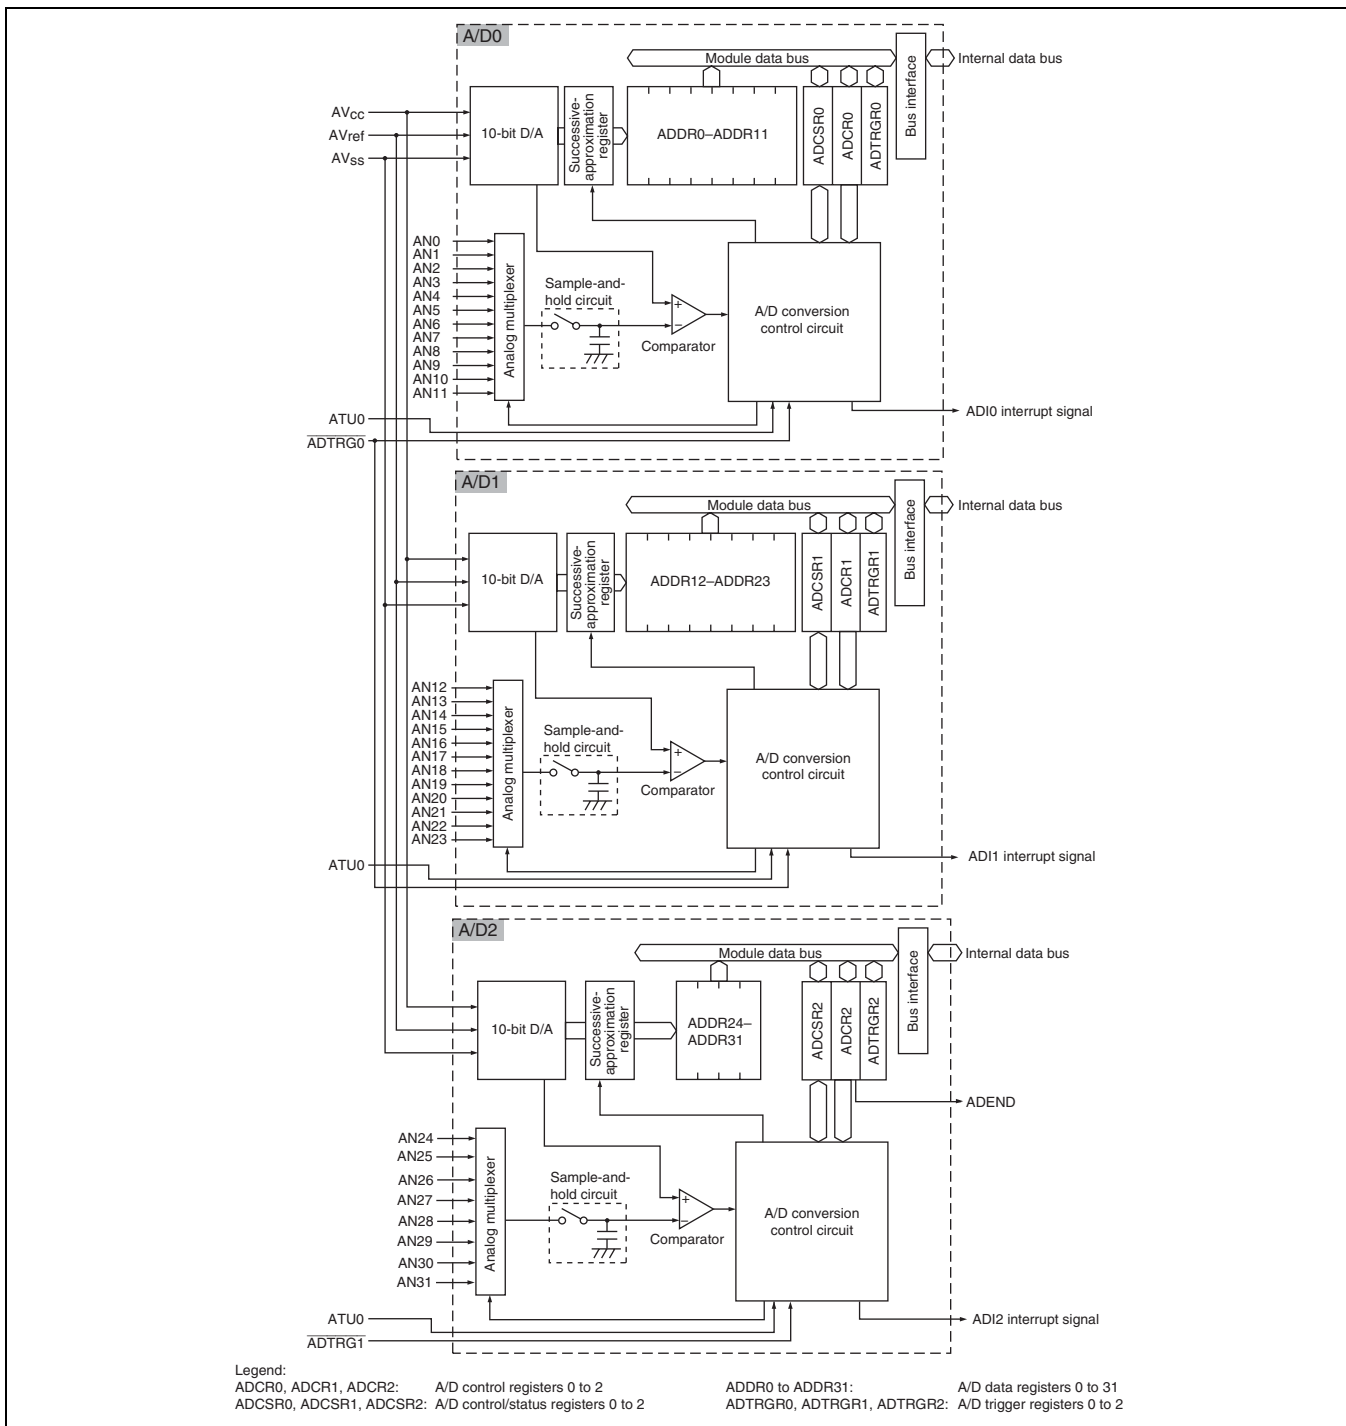 A/D0
Module data bus
Internal data bus
Bus interface
AVcc
AVref
AVss
10-bit D/A
Successive-
approximation
register
ADDR0–ADDR11
ADCSR0
ADCR0
ADTRGR0
AN0
AN1
AN2
AN3
AN4
AN5
AN6
AN7
AN8
AN9
AN10
AN11
Analog multiplexer
Sample-and-
hold circuit
+
−
Comparator
A/D conversion
control circuit
ADI0 interrupt signal
ATU0
ADTRG0
A/D1
Module data bus
Internal data bus
Bus interface
10-bit D/A
Successive-
approximation
register
ADDR12–ADDR23
ADCSR1
ADCR1
ADTRGR1
AN12
AN13
AN14
AN15
AN16
AN17
AN18
AN19
AN20
AN21
AN22
AN23
Analog multiplexer
Sample-and-
hold circuit
+
−
Comparator
A/D conversion
control circuit
ADI1 interrupt signal
ATU0
A/D2
Module data bus
Internal data bus
Bus interface
10-bit D/A
Successive-
approximation
register
ADDR24–
ADDR31
ADCSR2
ADCR2
ADTRGR2
ADEND
AN24
AN25
AN26
AN27
AN28
AN29
AN30
AN31
Analog multiplexer
Sample-and-
hold circuit
+
−
Comparator
A/D conversion
control circuit
ADI2 interrupt signal
ATU0
ADTRG1
Legend:
ADCR0, ADCR1, ADCR2: A/D control registers 0 to 2
ADCSR0, ADCSR1, ADCSR2: A/D control/status registers 0 to 2
ADDR0 to ADDR31: A/D data registers 0 to 31
ADTRGR0, ADTRGR1, ADTRGR2: A/D trigger registers 0 to 2